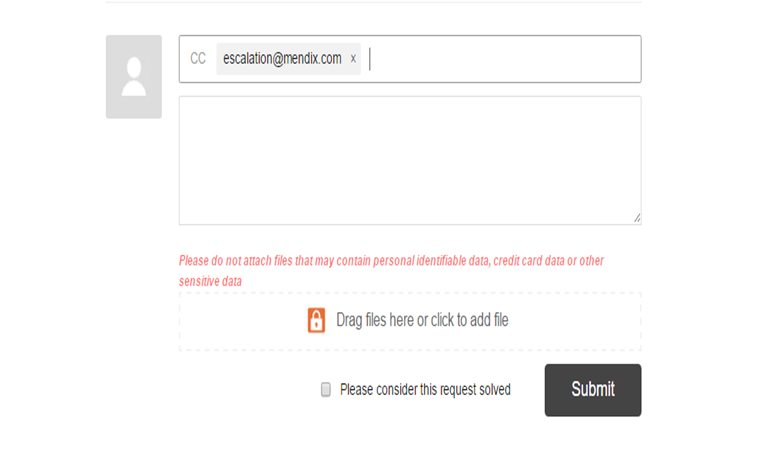 CC escalation@mendix.com x
Please do not attach files that may contain personal identifiable data, credit card data or other
sensitive data
Drag files here or click to add file
Please consider this request solved
Submit